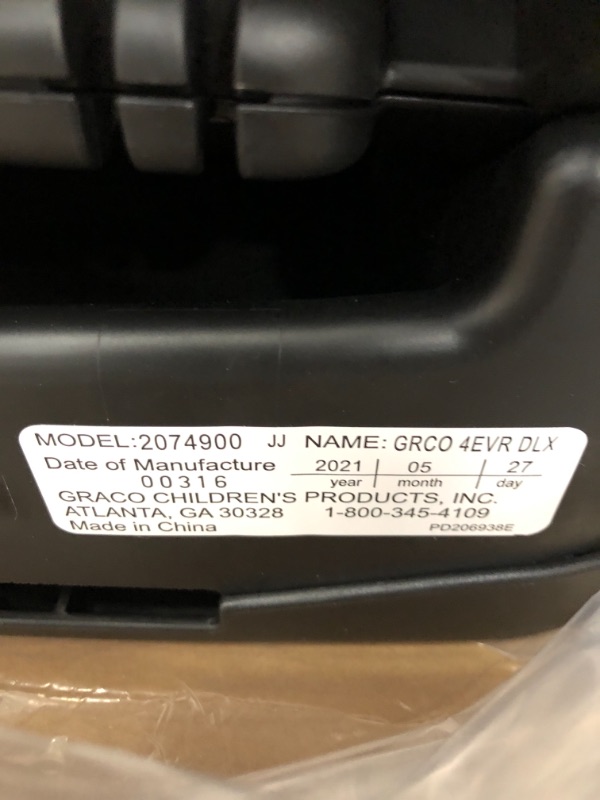 MODEL:2074900 JJ NAME: GRCO 4EVR DLX
Date of Manufacture 2021 05 27
00316 year month day
GRACO CHILDREN'S PRODUCTS, INC.
ATLANTA, GA 30328 1-800-345-4109
Made in China PD206938E